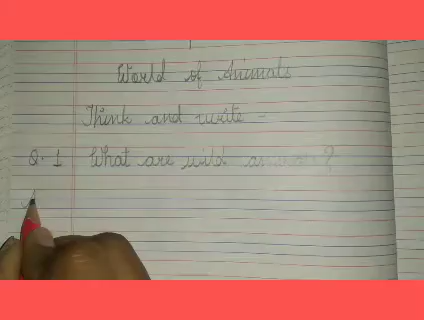 World of Animals
Think and write -
Q. 1 What are wild animals?